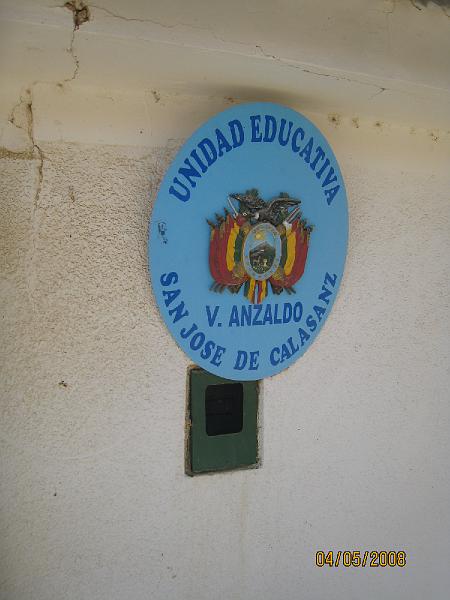 UNIDAD EDUCATIVA
V. ANZALDO
SAN JOSE DE CALASANZ
04/05/2008